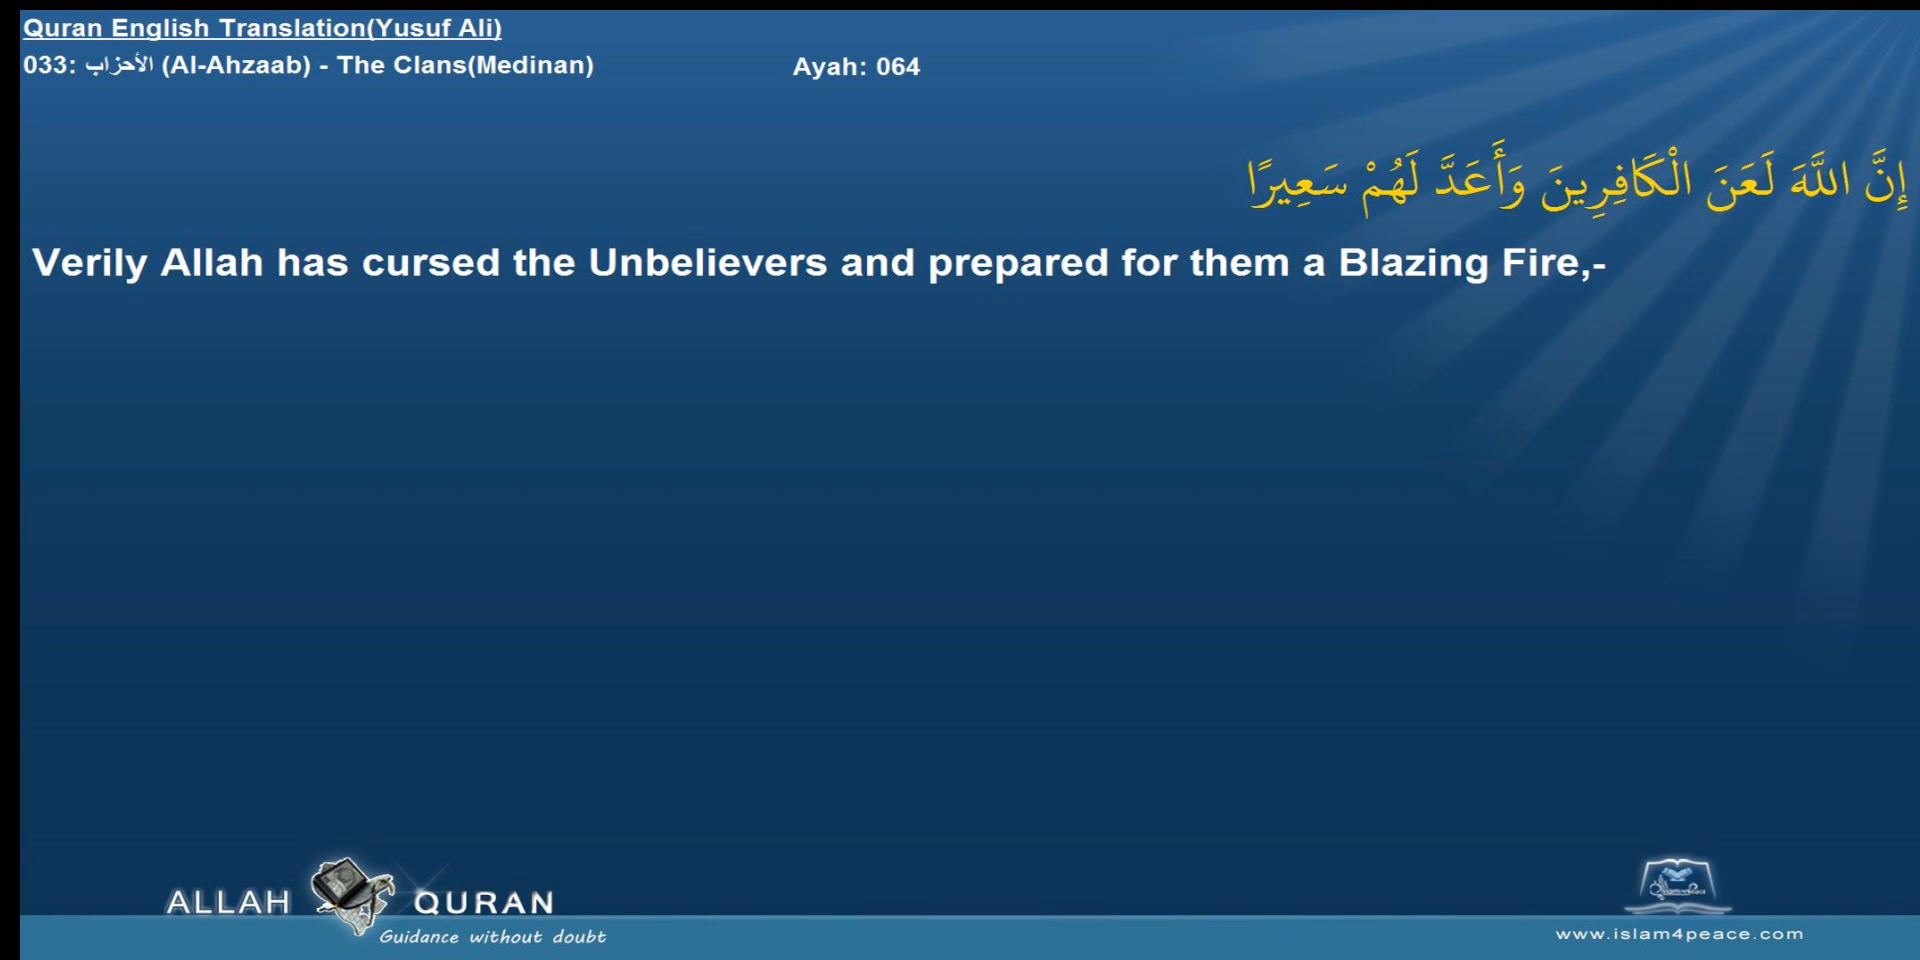 Quran English Translation(Yusuf Ali)
033: الأحزاب (Al-Ahzaab) - The Clans(Medinan) Ayah: 064
إِنَّ اللَّهَ لَعَنَ الْكَافِرِينَ وَأَعَدَّ لَهُمْ سَعِيرًا
Verily Allah has cursed the Unbelievers and prepared for them a Blazing Fire,-
ALLAH QURAN
Guidance without doubt
www.islam4peace.com